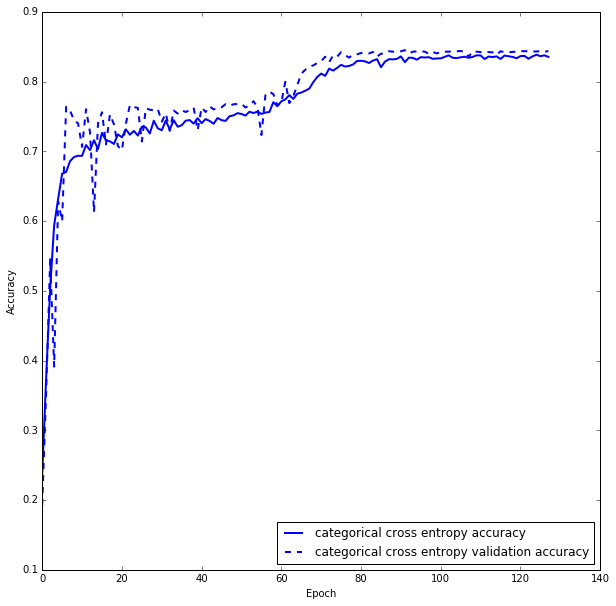 0.9
0.8
0.7
0.6
0.5
0.4
0.3
0.2
0.1
Accuracy
categorical cross entropy accuracy
categorical cross entropy validation accuracy
0 20 40 60 80 100 120 140
Epoch